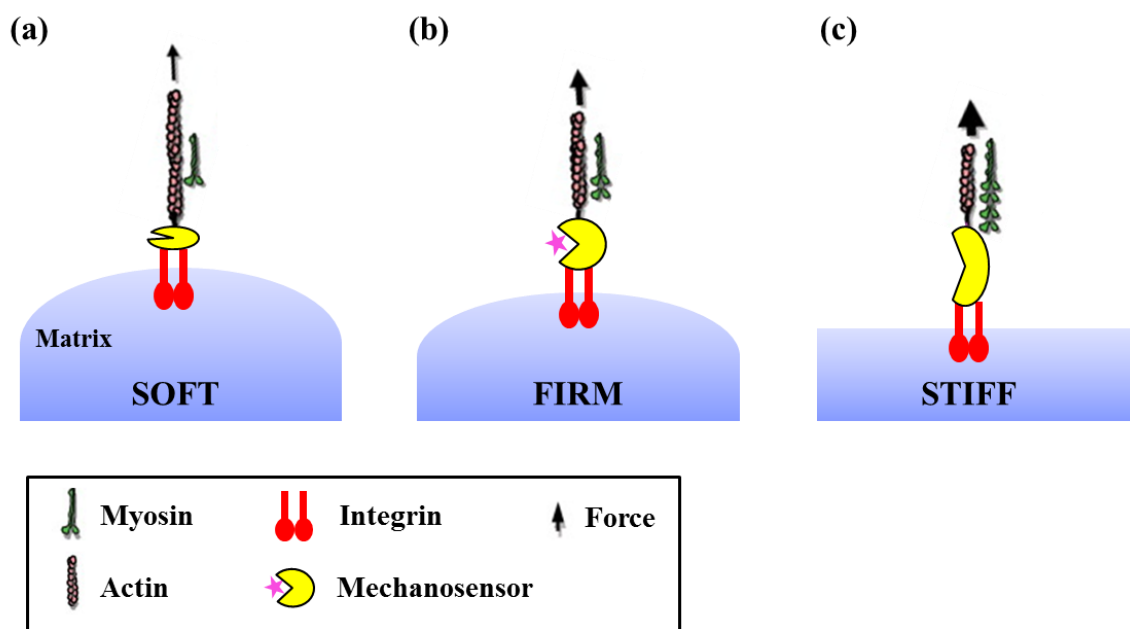 (a)
(b)
(c)
Matrix
SOFT
FIRM
STIFF
Myosin
Integrin
Force
Actin
Mechanosensor